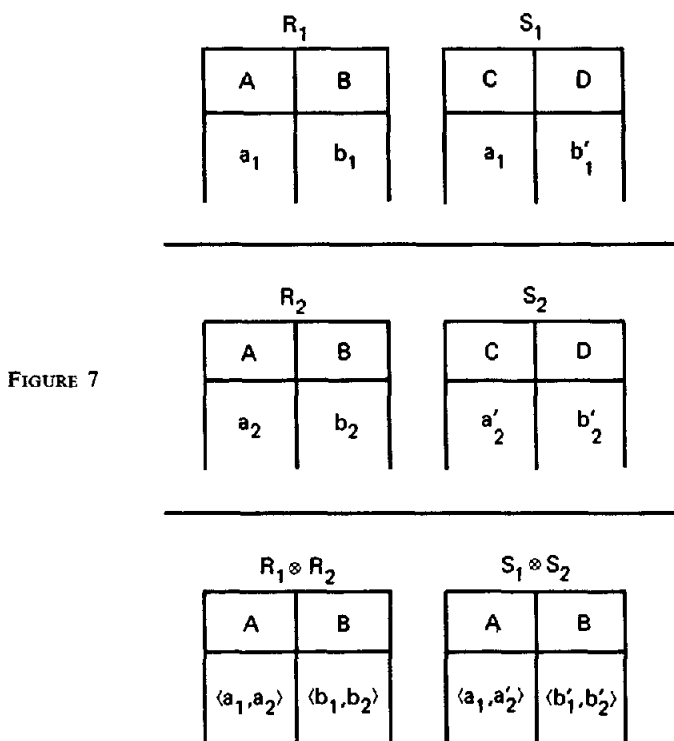 R₁ S₁
A B C D
a₁ b₁ a₁ b′₁
R₂ S₂
A B C D
FIGURE 7
a₂ b₂ a′₂ b′₂
R₁ ⊗ R₂ S₁ ⊗ S₂
A B A B
⟨a₁,a₂⟩ ⟨b₁,b₂⟩ ⟨a₁,a′₂⟩ ⟨b′₁,b′₂⟩